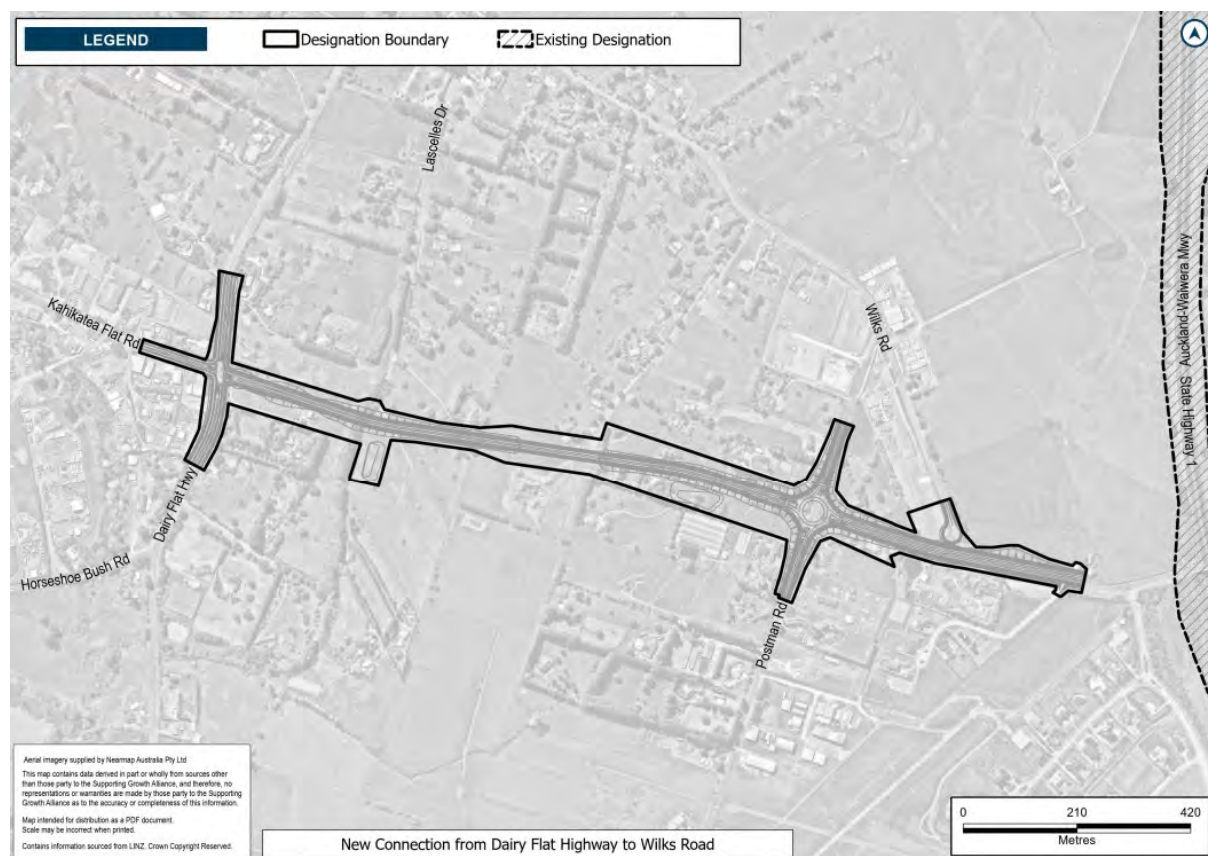 LEGEND
Designation Boundary
Existing Designation
Lascelles Dr
Kahikatea Flat Rd
Wilks Rd
State Highway 1 Auckland-Waiwera Mwy
Dairy Flat Hwy
Horseshoe Bush Rd
Postman Rd
Aerial imagery supplied by Nearmap Australia Pty Ltd
This map contains data derived in part or wholly from sources other
than those party to the Supporting Growth Alliance, and therefore, no
representations or warranties are made by those party to the Supporting
Growth Alliance as to the accuracy or completeness of this information.
Map intended for distribution as a PDF document.
Scale may be incorrect when printed.
Contains information sourced from LINZ. Crown Copyright Reserved.
New Connection from Dairy Flat Highway to Wilks Road
0 210 420
Metres